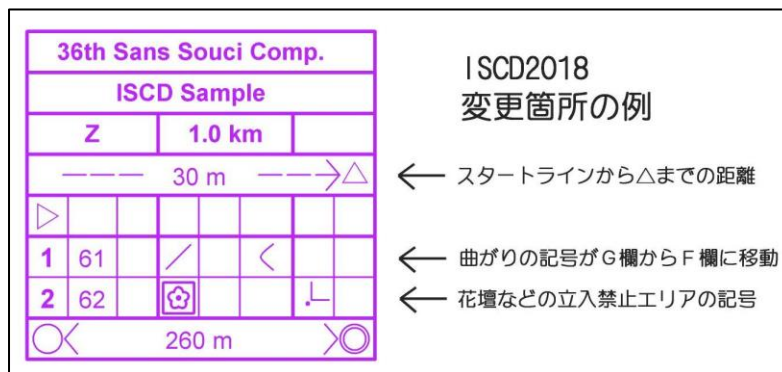 36th Sans Souci Comp.
ISCD Sample
Z 1.0 km
30 m
1 61
2 62
260 m
ISCD2018
変更箇所の例
スタートラインから△までの距離
曲がりの記号がG欄からF欄に移動
花壇などの立入禁止エリアの記号